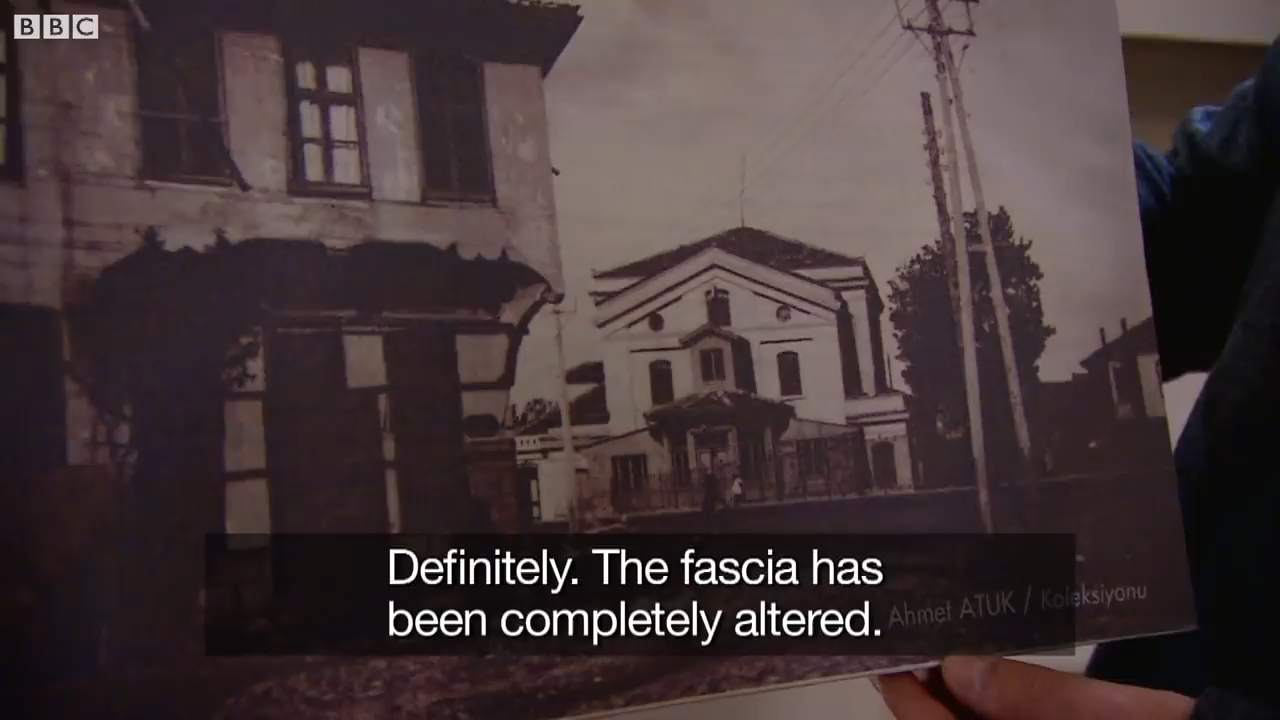 BBC
Definitely. The fascia has
been completely altered.
Ahmet ATUK / Koleksiyonu